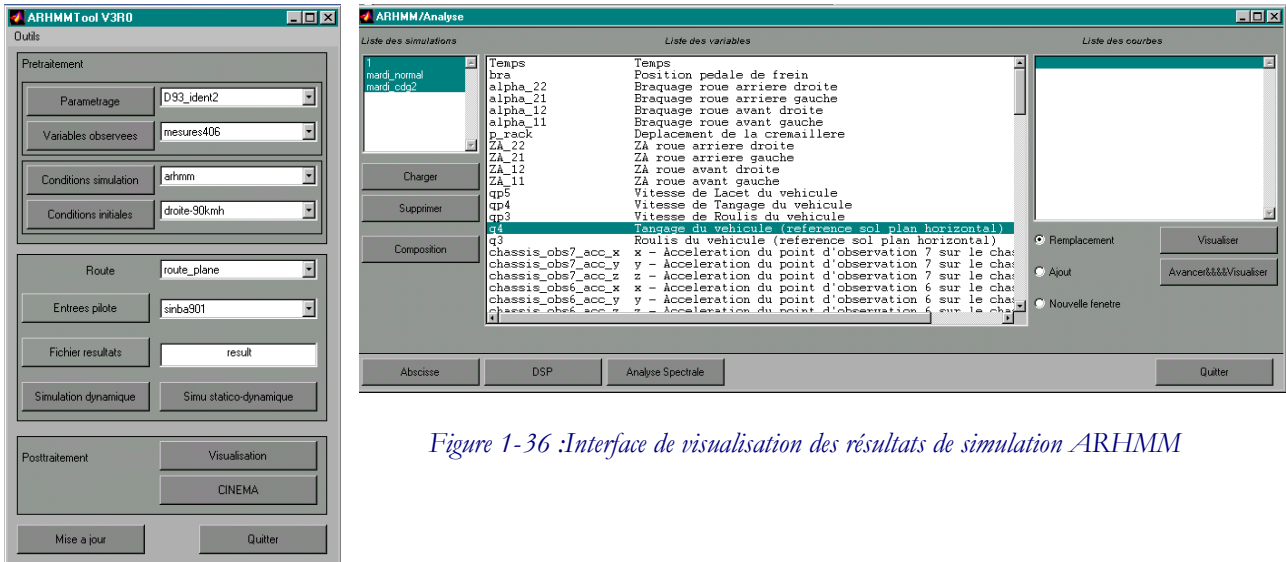 ARHMMTool V3R0
Outils
Pretraitement
Parametrage D93_ident2
Variables observees mesures406
Conditions simulation arhmm
Conditions initiales droite-90kmh
Route route_plane
Entrees pilote sinba901
Fichier resultats result
Simulation dynamique Simu statico-dynamique
Posttraitement Visualisation
CINEMA
Mise a jour Quitter
ARHMM/Analyse
Liste des simulations Liste des variables Liste des courbes
1
mardi_normal
mardi_cdg2
Charger
Supprimer
Composition
Temps Temps
bra Position pedale de frein
alpha_22 Braquage roue arriere droite
alpha_21 Braquage roue arriere gauche
alpha_12 Braquage roue avant droite
alpha_11 Braquage roue avant gauche
p_rack Deplacement de la cremaillere
ZA_22 ZA roue arriere droite
ZA_21 ZA roue arriere gauche
ZA_12 ZA roue avant droite
ZA_11 ZA roue avant gauche
qp5 Vitesse de Lacet du vehicule
qp4 Vitesse de Tangage du vehicule
qp3 Vitesse de Roulis du vehicule
q4 Tangage du vehicule (reference sol plan horizontal)
q3 Roulis du vehicule (reference sol plan horizontal)
chassis_obs7_acc_x x - Acceleration du point d'observation 7 sur le chas
chassis_obs7_acc_y y - Acceleration du point d'observation 7 sur le chas
chassis_obs7_acc_z z - Acceleration du point d'observation 7 sur le chas
chassis_obs6_acc_x x - Acceleration du point d'observation 6 sur le chas
chassis_obs6_acc_y y - Acceleration du point d'observation 6 sur le chas
chassis_obs6_acc_z z - Acceleration du point d'observation 6 sur le chas
Remplacement Visualiser
Ajout Avancer&&&&Visualiser
Nouvelle fenetre
Abscisse DSP Analyse Spectrale Quitter
Figure 1-36 :Interface de visualisation des résultats de simulation ARHMM